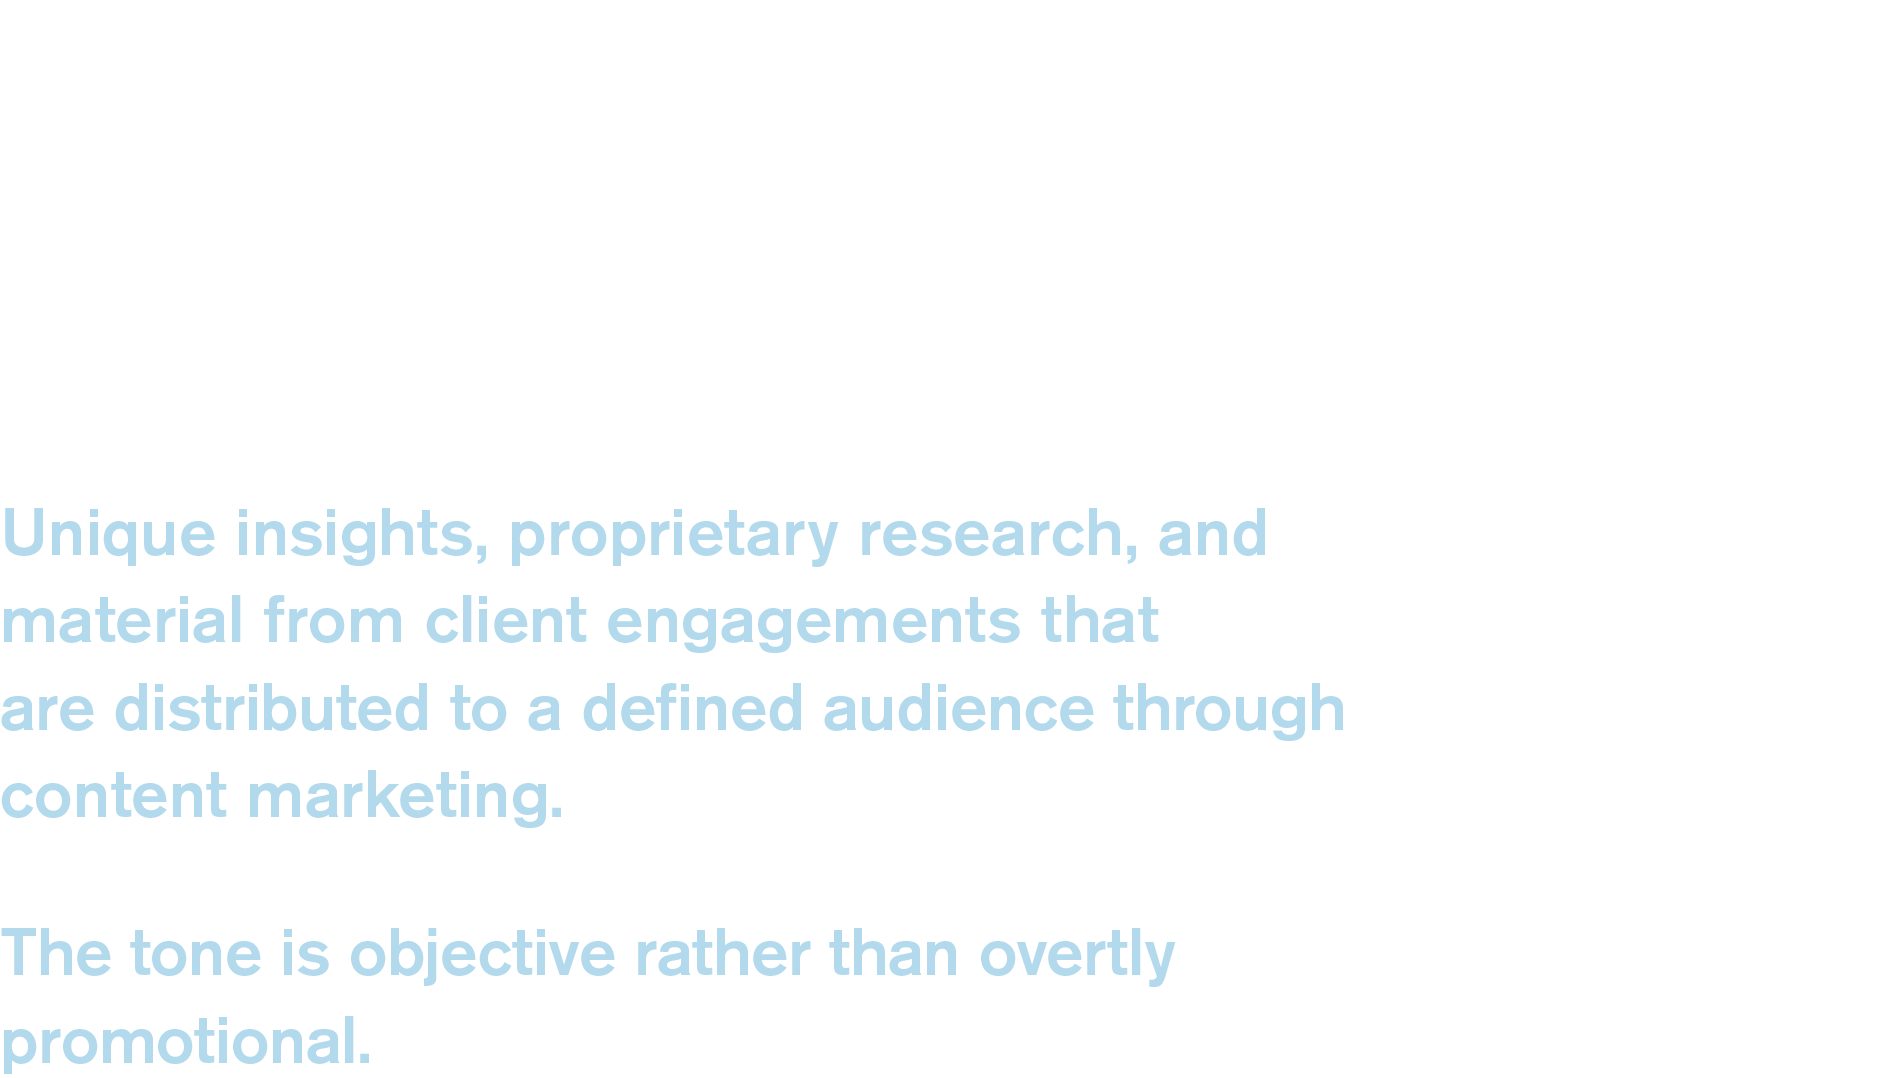 Unique insights, proprietary research, and
material from client engagements that
are distributed to a defined audience through
content marketing.
The tone is objective rather than overtly
promotional.